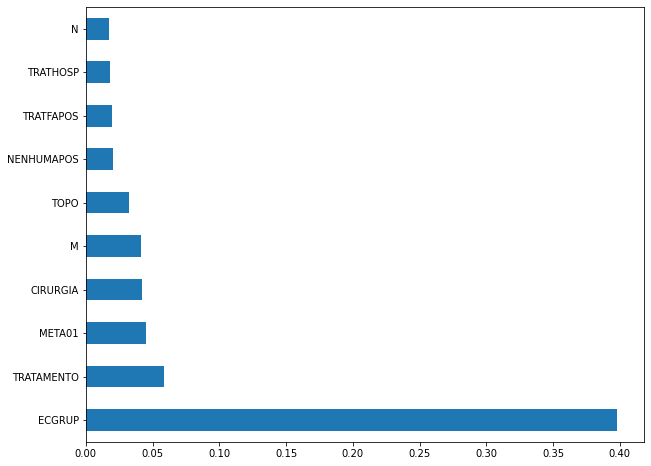 N
TRATHOSP
TRATFAPOS
NENHUMAPOS
TOPO
M
CIRURGIA
META01
TRATAMENTO
ECGRUP
0.00 0.05 0.10 0.15 0.20 0.25 0.30 0.35 0.40